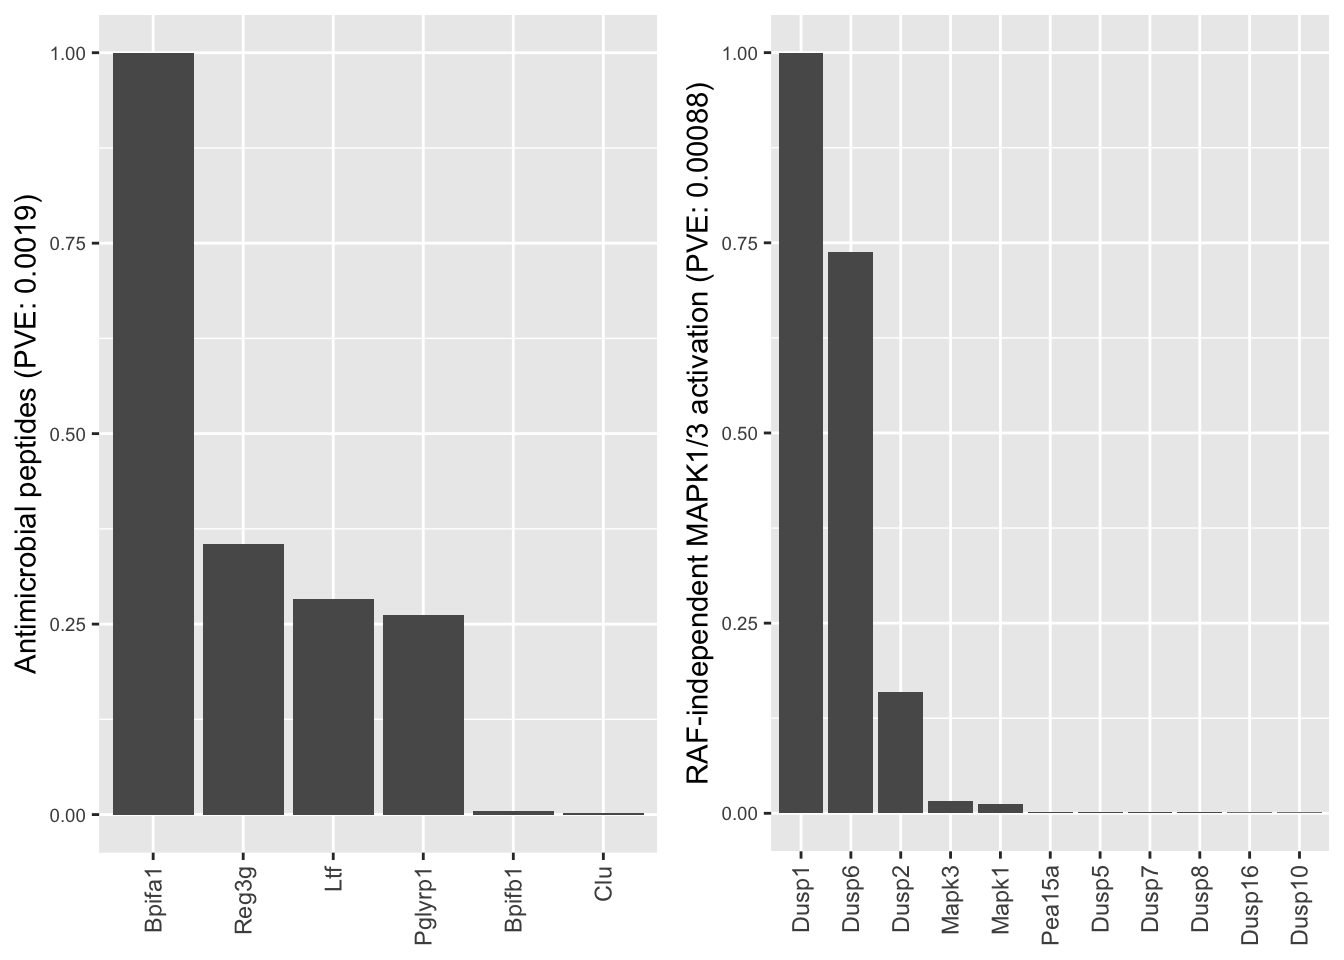 Antimicrobial peptides (PVE: 0.0019)
1.00
0.75
0.50
0.25
0.00
Bpifa1
Reg3g
Ltf
Pglyrp1
Bpifb1
Clu
RAF-independent MAPK1/3 activation (PVE: 0.00088)
1.00
0.75
0.50
0.25
0.00
Dusp1
Dusp6
Dusp2
Mapk3
Mapk1
Pea15a
Dusp5
Dusp7
Dusp8
Dusp16
Dusp10